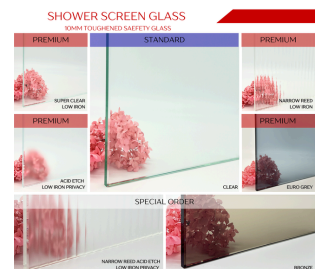 SHOWER SCREEN GLASS
10MM TOUGHENED SAEFETY GLASS
PREMIUM
STANDARD
PREMIUM
SUPER CLEAR
LOW IRON
NARROW REED
LOW IRON
PREMIUM
PREMIUM
ACID ETCH
LOW IRON PRIVACY
CLEAR
EURO GREY
SPECIAL ORDER
NARROW REED ACID ETCH
LOW IRON PRIVACY
BRONZE